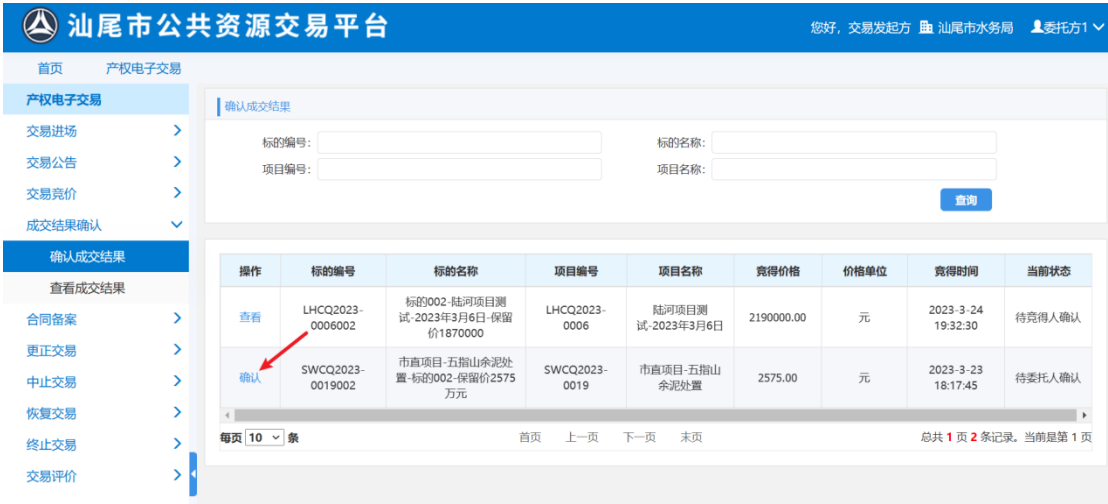 汕尾市公共资源交易平台
您好，交易发起方 汕尾市水务局 委托方1
首页 产权电子交易
产权电子交易
交易进场
交易公告
交易竞价
成交结果确认
确认成交结果
查看成交结果
合同备案
更正交易
中止交易
恢复交易
终止交易
交易评价
确认成交结果
标的编号： 标的名称：
项目编号： 项目名称：
查询
操作 标的编号 标的名称 项目编号 项目名称 竞得价格 价格单位 竞得时间 当前状态
查看 LHCQ2023-0006002 标的002-陆河项目测试-2023年3月6日-保留价1870000 LHCQ2023-0006 陆河项目测试-2023年3月6日 2190000.00 元 2023-3-24 19:32:30 待竞得人确认
确认 SWCQ2023-0019002 市直项目-五指山余泥处置-标的002-保留价2575万元 SWCQ2023-0019 市直项目-五指山余泥处置 2575.00 元 2023-3-23 18:17:45 待委托人确认
每页 10 条 首页 上一页 下一页 末页 总共 1 页 2 条记录。当前是第 1 页